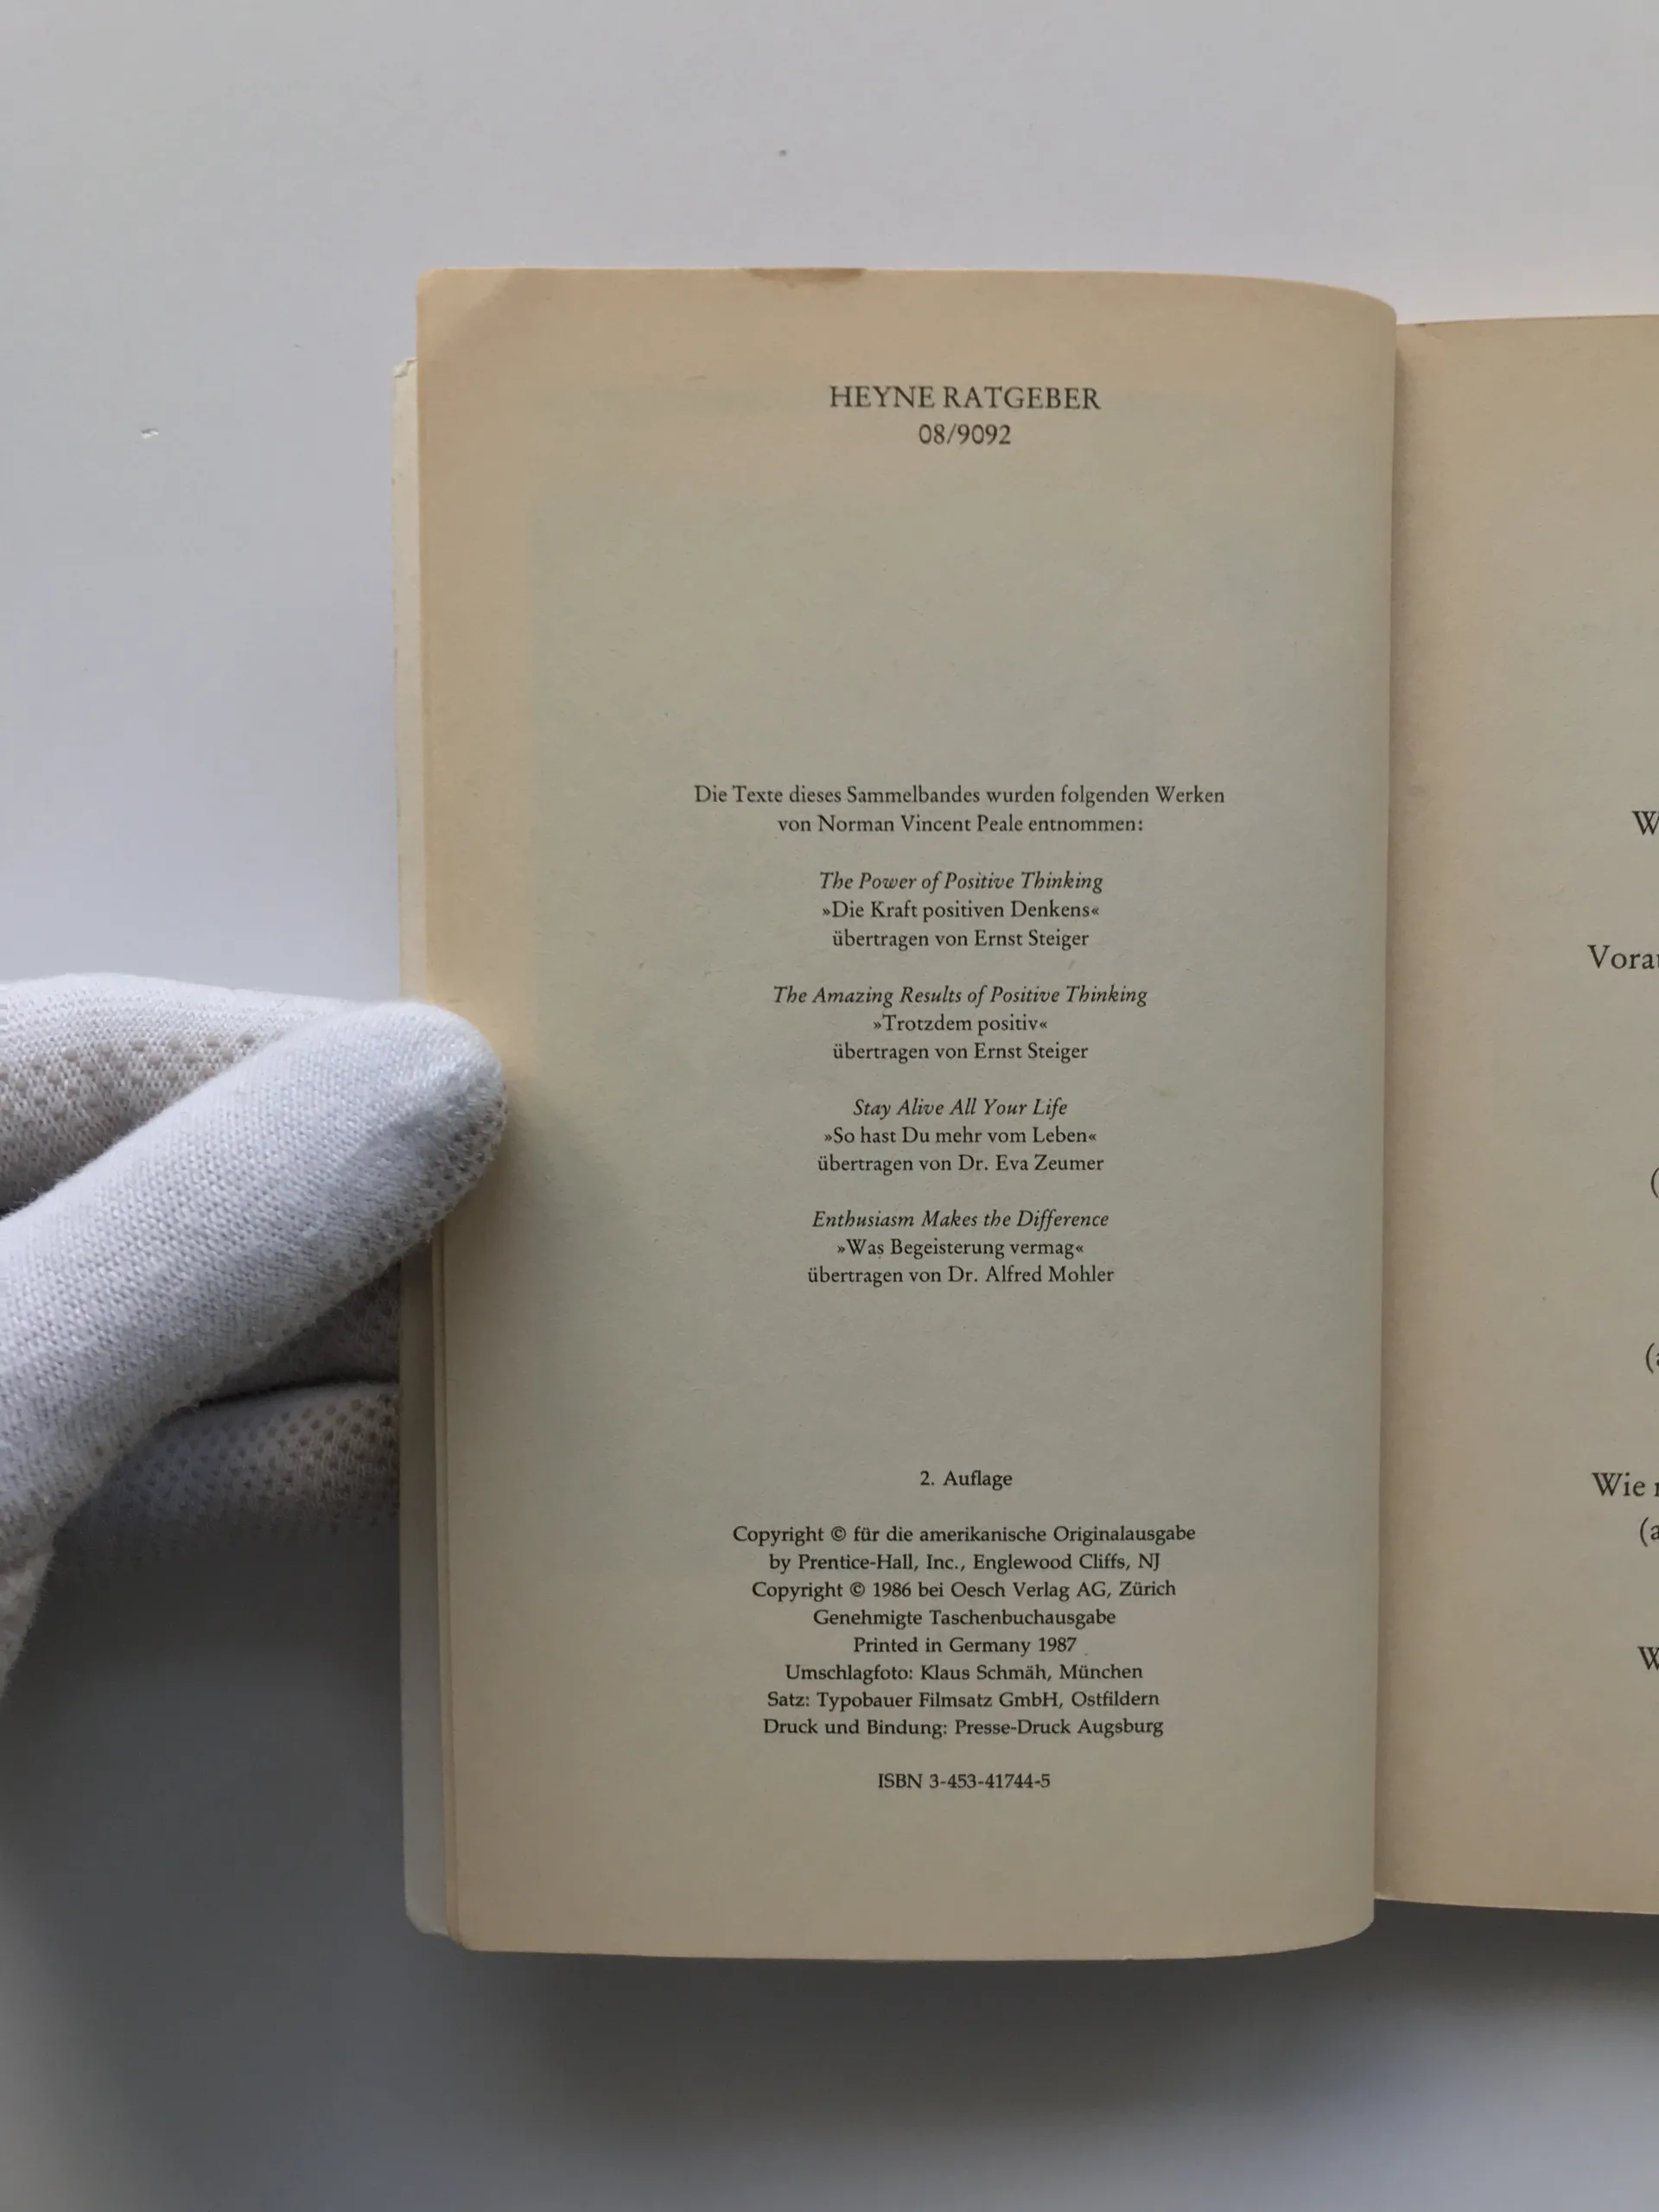 HEYNE RATGEBER
08/9092
Die Texte dieses Sammelbandes wurden folgenden Werken
von Norman Vincent Peale entnommen:
The Power of Positive Thinking
»Die Kraft positiven Denkens«
übertragen von Ernst Steiger
The Amazing Results of Positive Thinking
»Trotzdem positiv«
übertragen von Ernst Steiger
Stay Alive All Your Life
»So hast Du mehr vom Leben«
übertragen von Dr. Eva Zeumer
Enthusiasm Makes the Difference
»Was Begeisterung vermag«
übertragen von Dr. Alfred Mohler
2. Auflage
Copyright © für die amerikanische Originalausgabe
by Prentice-Hall, Inc., Englewood Cliffs, NJ
Copyright © 1986 bei Oesch Verlag AG, Zürich
Genehmigte Taschenbuchausgabe
Printed in Germany 1987
Umschlagfoto: Klaus Schmäh, München
Satz: Typobauer Filmsatz GmbH, Ostfildern
Druck und Bindung: Presse-Druck Augsburg
ISBN 3-453-41744-5
Wie